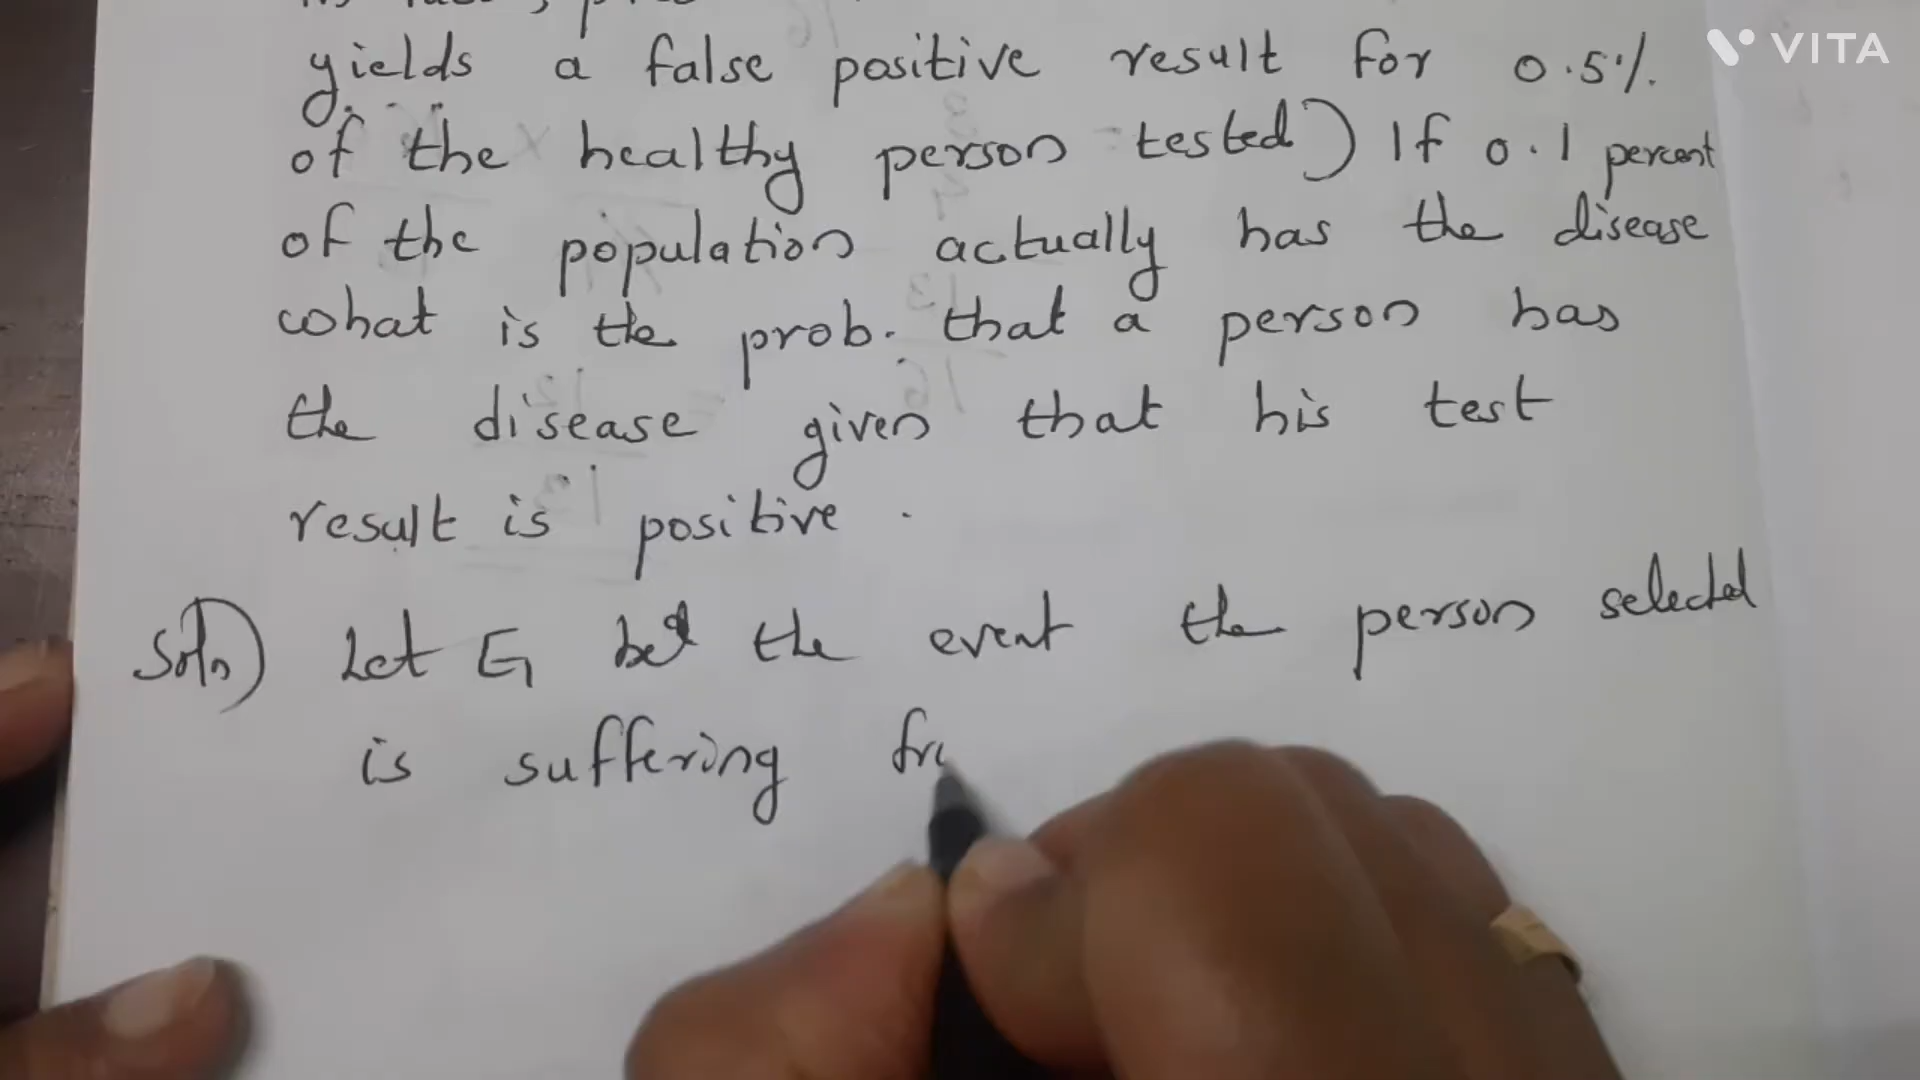 VITA
yields a false positive result for 0.5%
of the healthy person tested) If 0.1 percent
of the population actually has the disease
what is the prob. that a person has
the disease given that his test
result is positive.
Soln) Let E be the event the person selected
is suffering